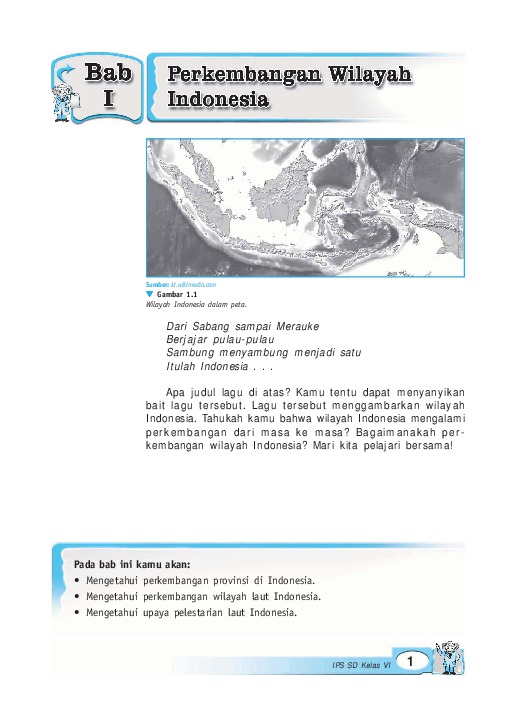 Bab
I
Perkembangan Wilayah
Indonesia
Sumber: id.wikimedia.com
▼ Gambar 1.1
Wilayah Indonesia dalam peta.
Dari Sabang sampai Merauke
Berjajar pulau-pulau
Sambung menyambung menjadi satu
Itulah Indonesia . . .
Apa judul lagu di atas? Kamu tentu dapat menyanyikan
bait lagu tersebut. Lagu tersebut menggambarkan wilayah
Indonesia. Tahukah kamu bahwa wilayah Indonesia mengalami
perkembangan dari masa ke masa? Bagaimanakah per-
kembangan wilayah Indonesia? Mari kita pelajari bersama!
Pada bab ini kamu akan:
• Mengetahui perkembangan provinsi di Indonesia.
• Mengetahui perkembangan wilayah laut Indonesia.
• Mengetahui upaya pelestarian laut Indonesia.
IPS SD Kelas VI
1